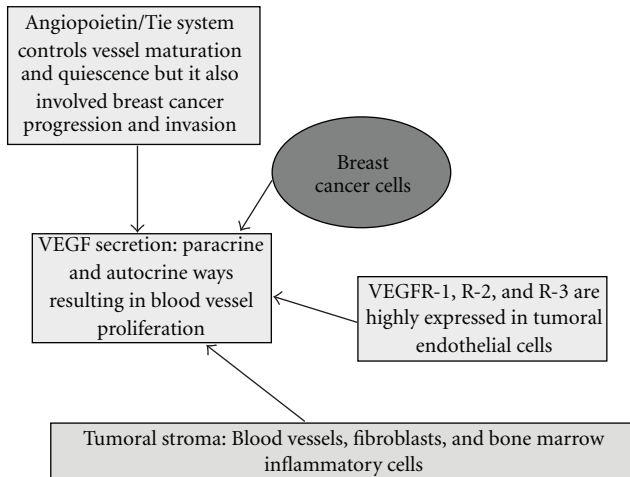 Angiopoietin/Tie system
controls vessel maturation
and quiescence but it also
involved breast cancer
progression and invasion
Breast
cancer cells
VEGF secretion: paracrine
and autocrine ways
resulting in blood vessel
proliferation
VEGFR-1, R-2, and R-3 are
highly expressed in tumoral
endothelial cells
Tumoral stroma: Blood vessels, fibroblasts, and bone marrow
inflammatory cells